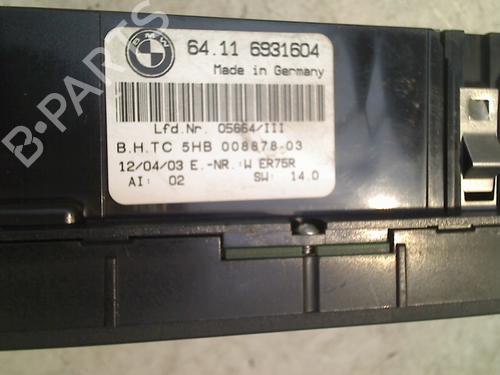 BMW
64.11 6931604
Made in Germany
Lfd.Nr. 05664/III
B.H.TC 5HB 008878-03
12/04/03 E.-NR.:W ER75R
AI: 02 SW: 14.0
B-PARTS